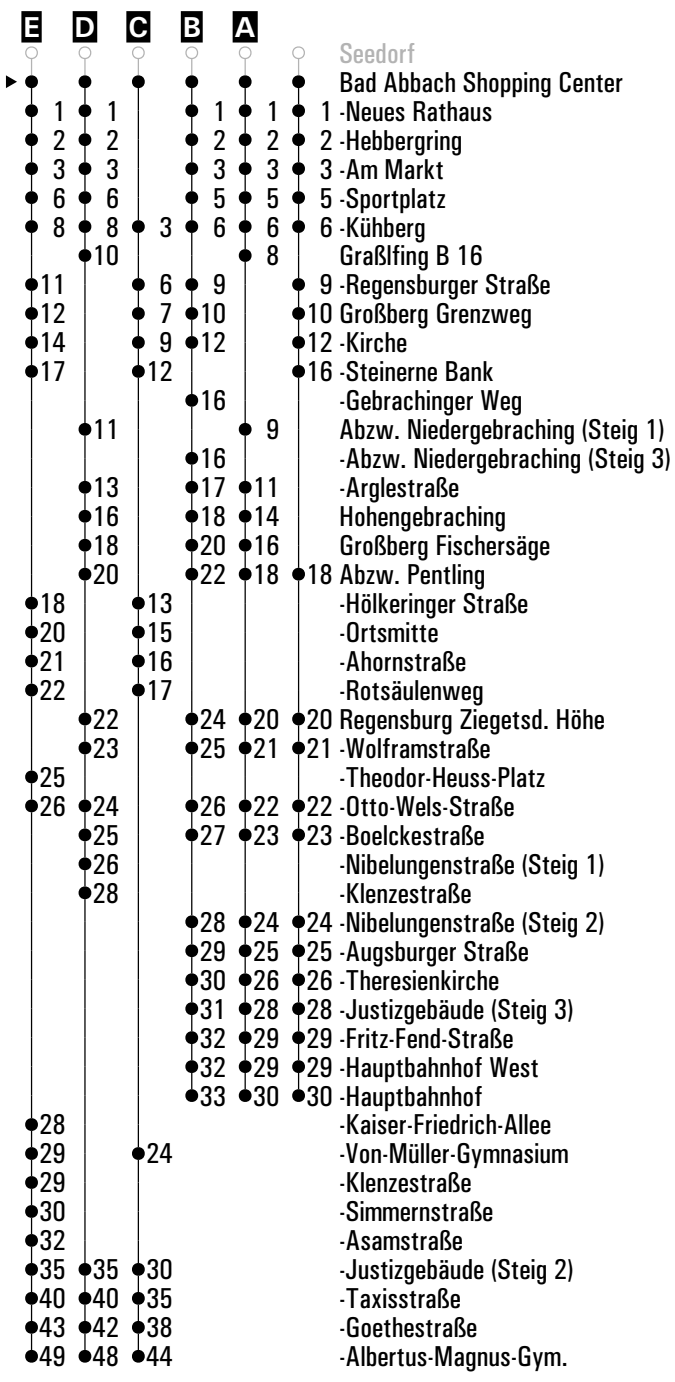 E D C B A
Seedorf
Bad Abbach Shopping Center
1 1 1 1 1 -Neues Rathaus
2 2 2 2 2 -Hebbergring
3 3 3 3 3 -Am Markt
6 6 5 5 5 -Sportplatz
8 8 3 6 6 6 -Kühberg
10 8 Graßlfing B 16
11 6 9 9 -Regensburger Straße
12 7 10 10 Großberg Grenzweg
14 9 12 12 -Kirche
17 12 16 -Steinerne Bank
16 -Gebrachinger Weg
11 9 Abzw. Niedergebraching (Steig 1)
16 -Abzw. Niedergebraching (Steig 3)
13 17 11 -Arglestraße
16 18 14 Hohengebraching
18 20 16 Großberg Fischersäge
20 22 18 18 Abzw. Pentling
18 13 -Hölkeringer Straße
20 15 -Ortsmitte
21 16 -Ahornstraße
22 17 -Rotsäulenweg
22 24 20 20 Regensburg Ziegetsd. Höhe
23 25 21 21 -Wolframstraße
25 -Theodor-Heuss-Platz
26 24 26 22 22 -Otto-Wels-Straße
25 27 23 23 -Boelckestraße
26 -Nibelungenstraße (Steig 1)
28 -Klenzestraße
28 24 24 -Nibelungenstraße (Steig 2)
29 25 25 -Augsburger Straße
30 26 26 -Theresienkirche
31 28 28 -Justizgebäude (Steig 3)
32 29 29 -Fritz-Fend-Straße
32 29 29 -Hauptbahnhof West
33 30 30 -Hauptbahnhof
28 -Kaiser-Friedrich-Allee
29 24 -Von-Müller-Gymnasium
29 -Klenzestraße
30 -Simmernstraße
32 -Asamstraße
35 35 30 -Justizgebäude (Steig 2)
40 40 35 -Taxisstraße
43 42 38 -Goethestraße
49 48 44 -Albertus-Magnus-Gym.